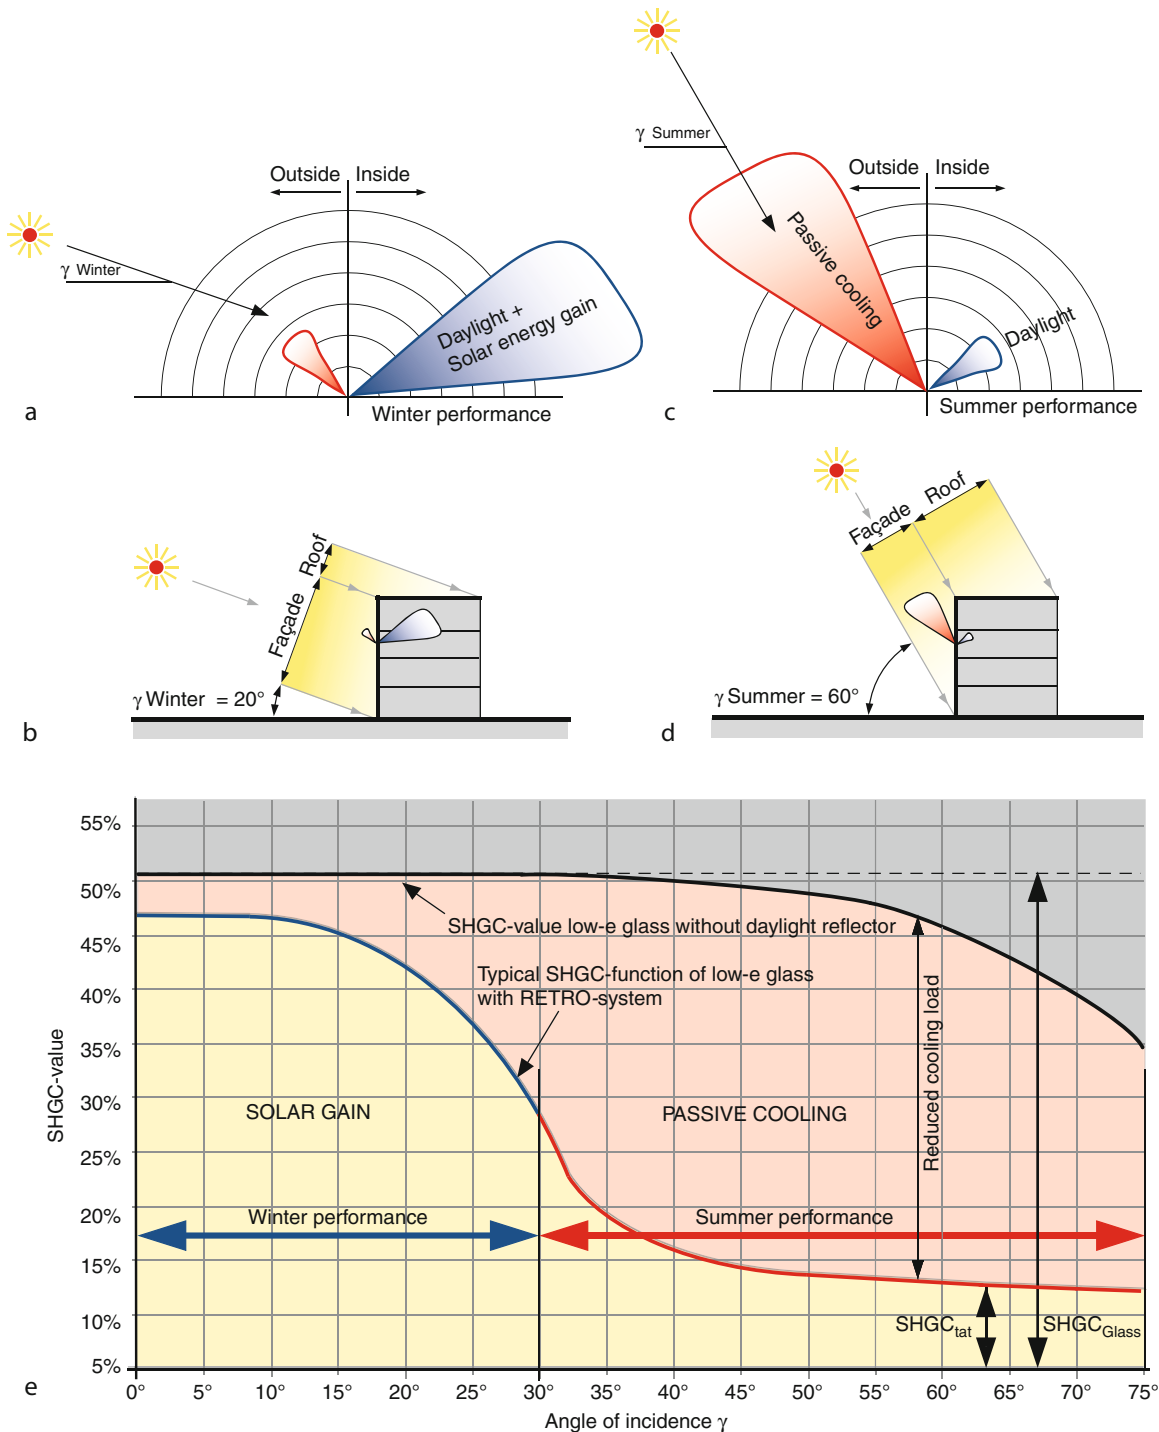 γ Winter
Outside
Inside
Daylight +
Solar energy gain
a
Winter performance
γ Summer
Outside
Inside
Passive cooling
Daylight
c
Summer performance
Roof
Façade
γ Winter = 20°
b
Façade
Roof
γ Summer = 60°
d
55%
50%
45%
40%
35%
30%
25%
20%
15%
10%
5%
SHGC-value
SHGC-value low-e glass without daylight reflector
Typical SHGC-function of low-e glass
with RETRO-system
Reduced cooling load
SOLAR GAIN
PASSIVE COOLING
Winter performance
Summer performance
SHGCtat
SHGCGlass
e
0°
5°
10°
15°
20°
25°
30°
35°
40°
45°
50°
55°
60°
65°
70°
75°
Angle of incidence γ